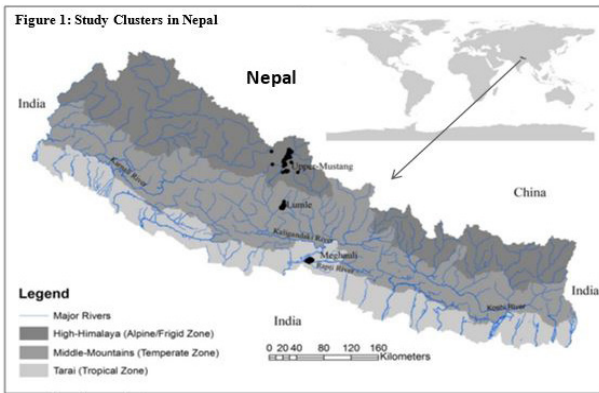 Figure 1: Study Clusters in Nepal
Nepal
India
Upper-Mustang
China
Karnali River
Lumle
Kaligandaki River
Meghauli
Rapti River
Koshi River
India
India
Legend
Major Rivers
High-Himalaya (Alpine/Frigid Zone)
Middle-Mountains (Temperate Zone)
Tarai (Tropical Zone)
0 20 40 80 120 160
Kilometers